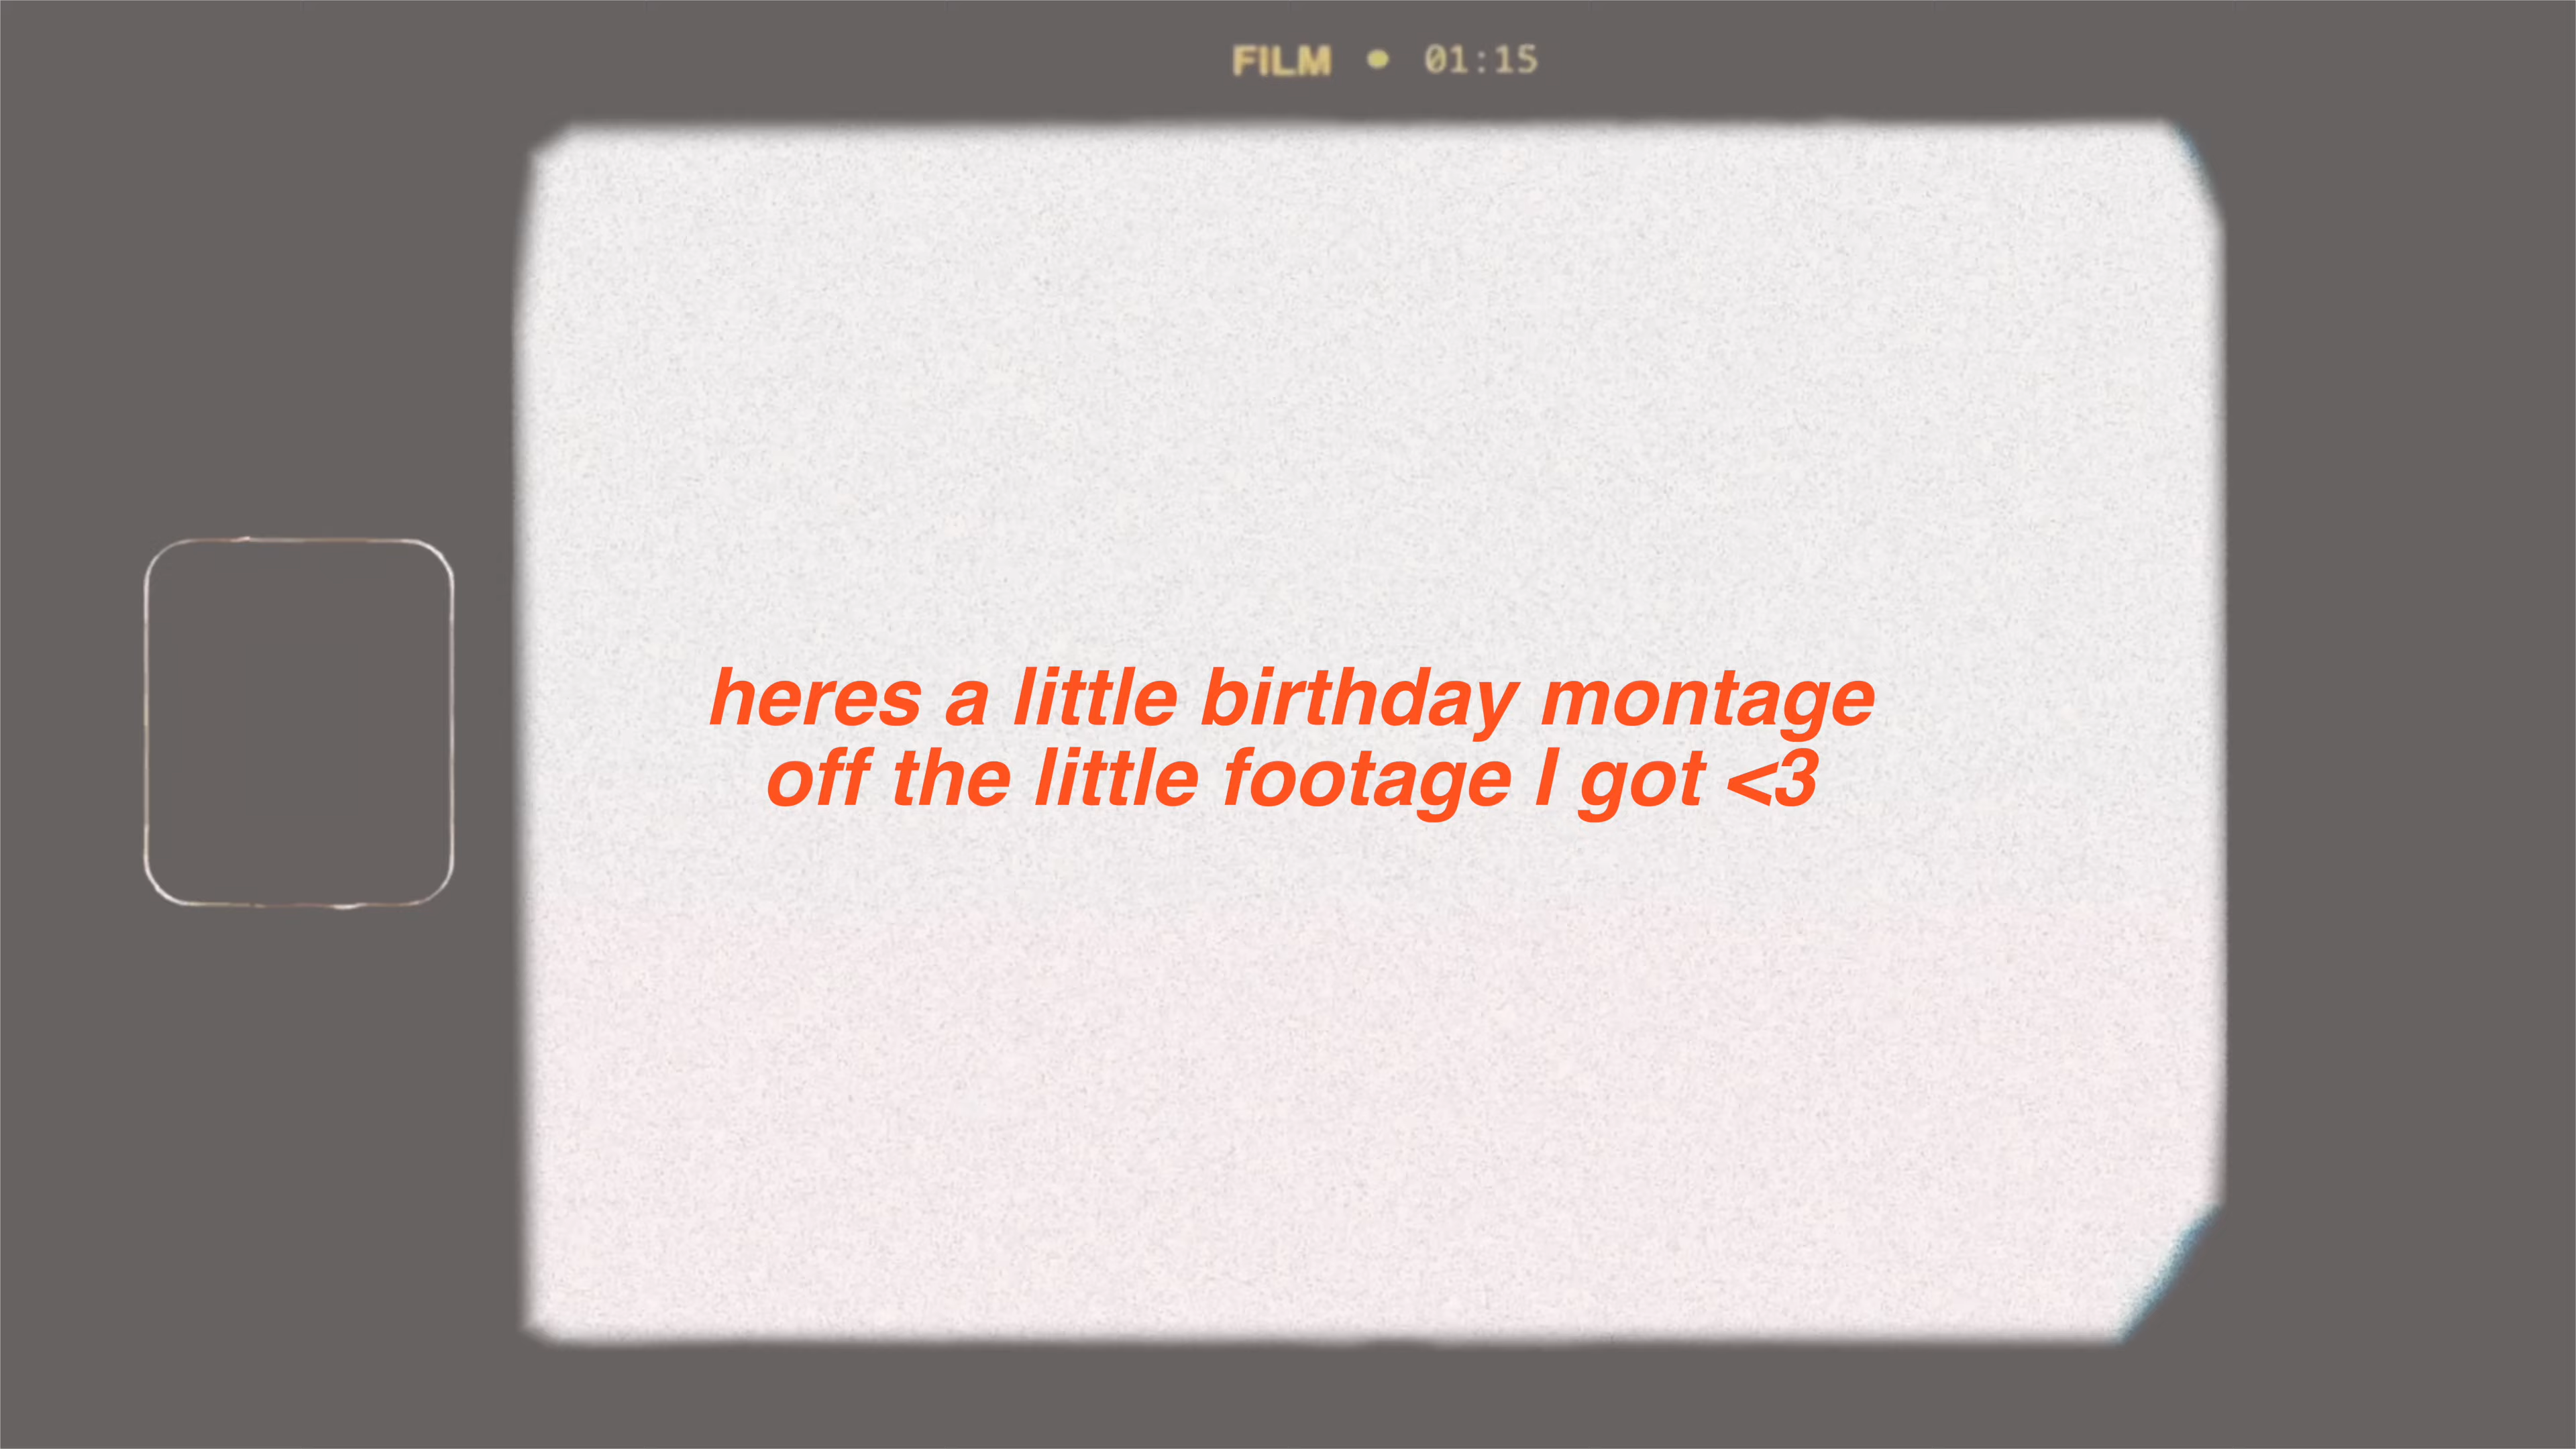 FILM • 01:15
heres a little birthday montage
off the little footage I got <3